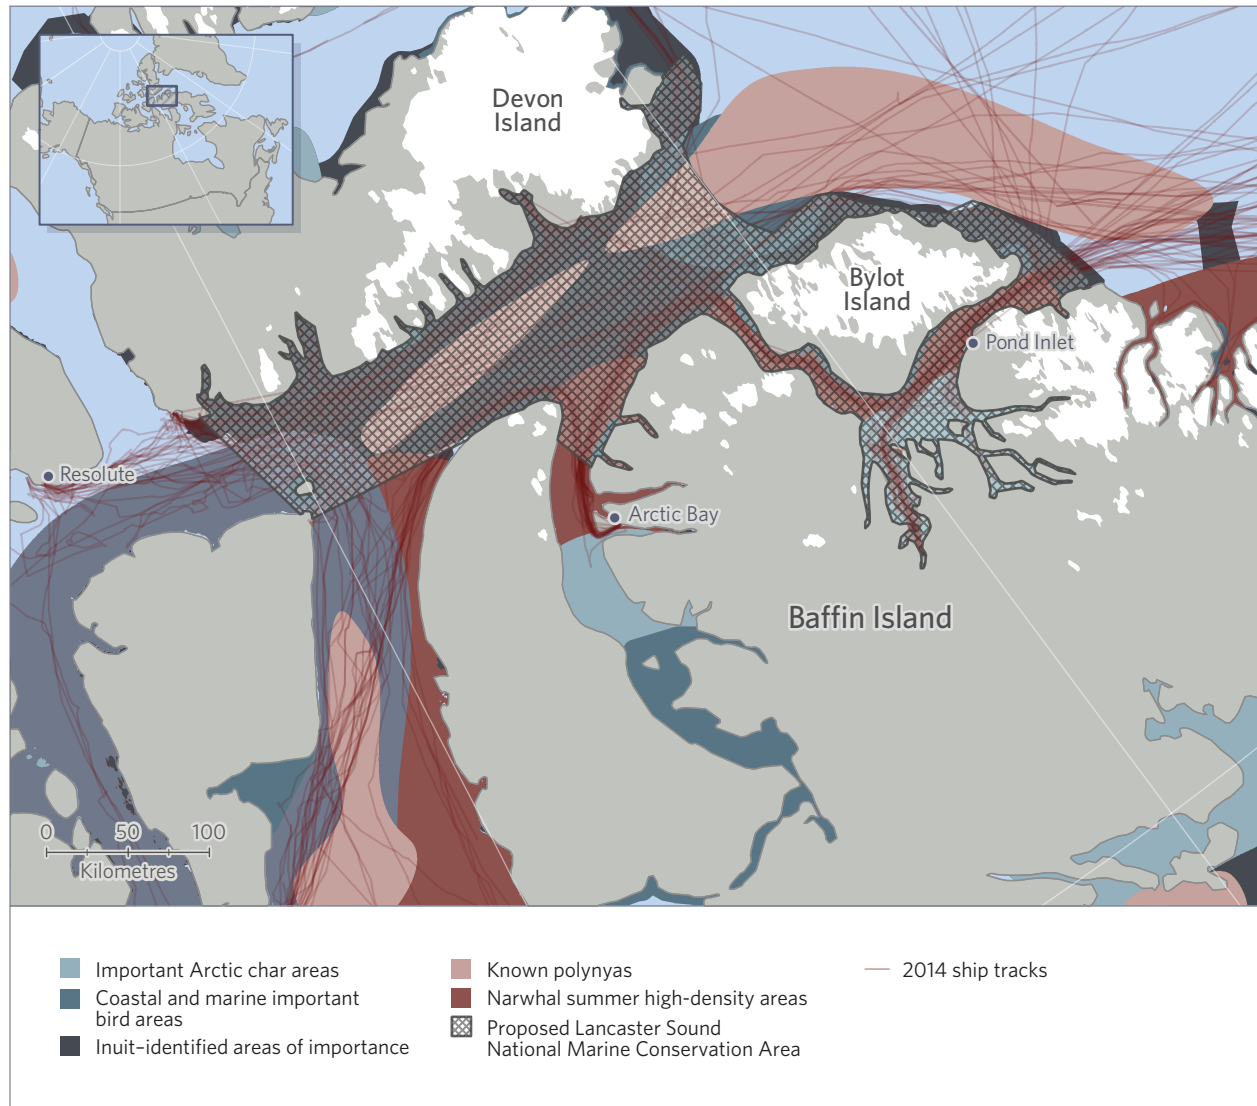 Devon
Island
Bylot
Island
Pond Inlet
Resolute
Arctic Bay
Baffin Island
0 50 100
Kilometres
Important Arctic char areas
Coastal and marine important
bird areas
Inuit–identified areas of importance
Known polynyas
Narwhal summer high-density areas
Proposed Lancaster Sound
National Marine Conservation Area
2014 ship tracks